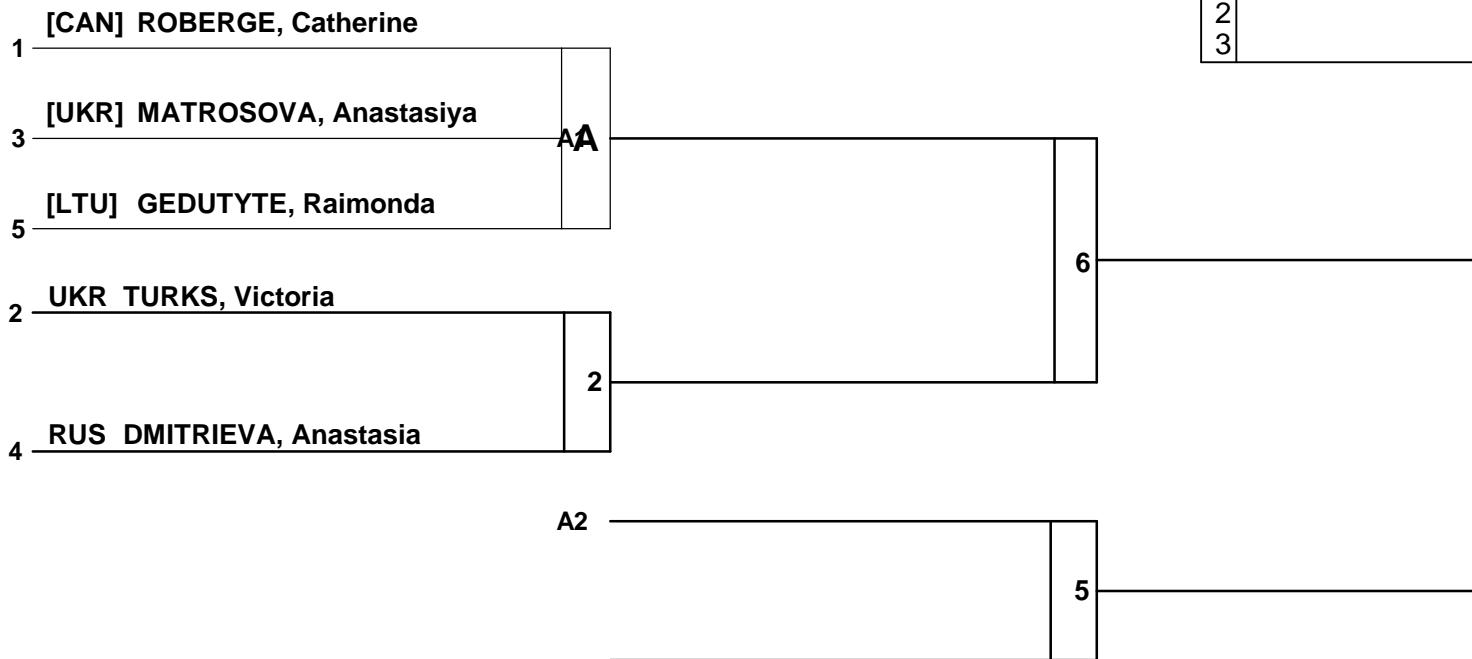 2
3
[CAN] ROBERGE, Catherine
1
[UKR] MATROSOVA, Anastasiya
3
A1 A
[LTU] GEDUTYTE, Raimonda
5
6
UKR TURKS, Victoria
2
2
RUS DMITRIEVA, Anastasia
4
A2
5